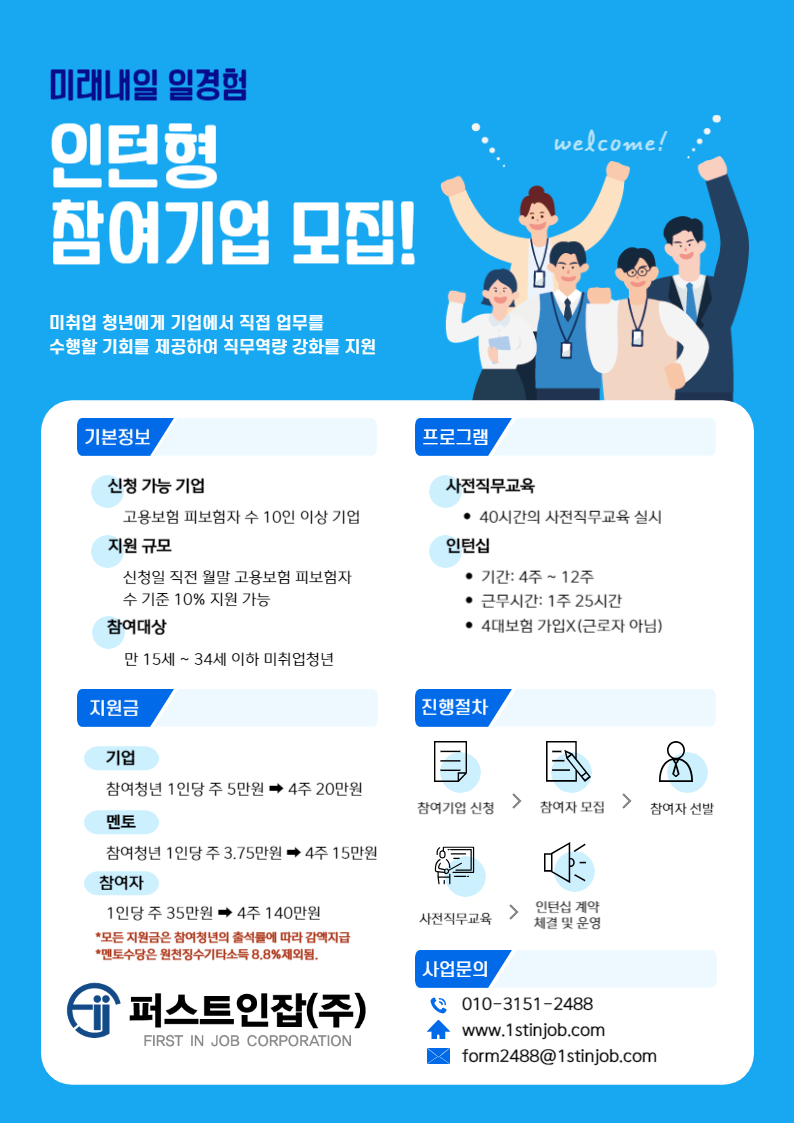 미래내일 일경험
인턴형
참여기업 모집!
welcome!
미취업 청년에게 기업에서 직접 업무를
수행할 기회를 제공하여 직무역량 강화를 지원
기본정보
신청 가능 기업
고용보험 피보험자 수 10인 이상 기업
지원 규모
신청일 직전 월말 고용보험 피보험자
수 기준 10% 지원 가능
참여대상
만 15세 ~ 34세 이하 미취업청년
프로그램
사전직무교육
• 40시간의 사전직무교육 실시
인턴십
• 기간: 4주 ~ 12주
• 근무시간: 1주 25시간
• 4대보험 가입X(근로자 아님)
지원금
기업
참여청년 1인당 주 5만원 ➡ 4주 20만원
멘토
참여청년 1인당 주 3.75만원 ➡ 4주 15만원
참여자
1인당 주 35만원 ➡ 4주 140만원
*모든 지원금은 참여청년의 출석률에 따라 감액지급
*멘토수당은 원천징수기타소득 8.8%제외됨.
진행절차
참여기업 신청 > 참여자 모집 > 참여자 선발
사전직무교육 > 인턴십 계약
체결 및 운영
사업문의
010-3151-2488
www.1stinjob.com
form2488@1stinjob.com
퍼스트인잡(주)
FIRST IN JOB CORPORATION